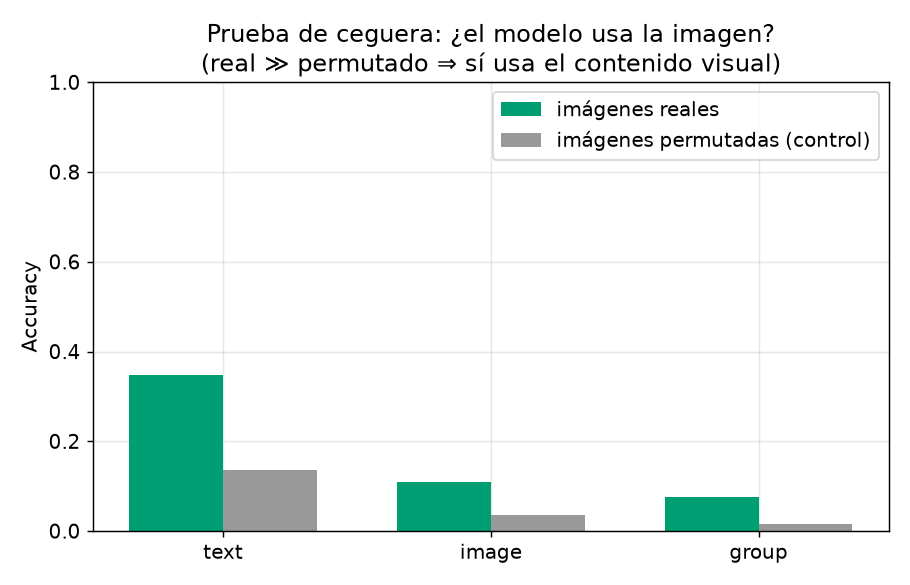 Prueba de ceguera: ¿el modelo usa la imagen?
(real ≫ permutado ⇒ sí usa el contenido visual)
imágenes reales
imágenes permutadas (control)
Accuracy
1.0
0.8
0.6
0.4
0.2
0.0
text
image
group